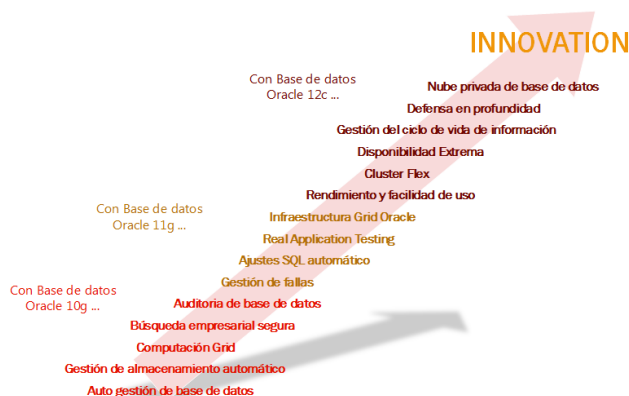 INNOVATION
Con Base de datos
Oracle 12c ...
Nube privada de base de datos
Defensa en profundidad
Gestión del ciclo de vida de información
Disponibilidad Extrema
Cluster Flex
Rendimiento y facilidad de uso
Con Base de datos
Oracle 11g ...
Infraestructura Grid Oracle
Real Application Testing
Ajustes SQL automático
Gestión de fallas
Con Base de datos
Oracle 10g ...
Auditoria de base de datos
Búsqueda empresarial segura
Computación Grid
Gestión de almacenamiento automático
Auto gestión de base de datos